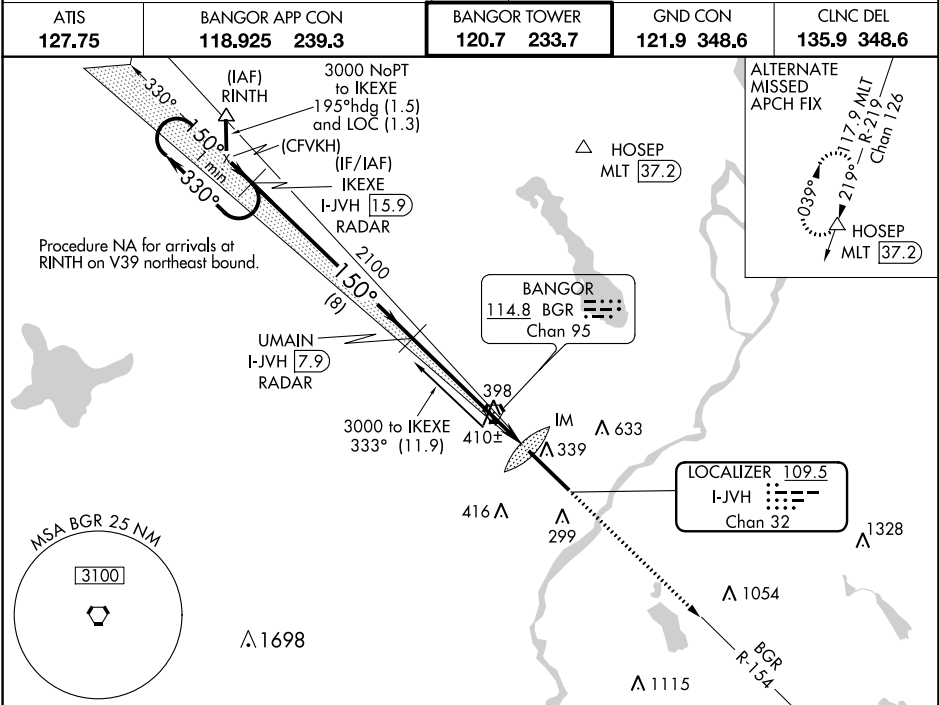 ATIS
127.75
BANGOR APP CON
118.925 239.3
BANGOR TOWER
120.7 233.7
GND CON
121.9 348.6
CLNC DEL
135.9 348.6
330°
(IAF)
RINTH
3000 NoPT
to IKEXE
195°hdg (1.5)
and LOC (1.3)
150°
1 min
330°
(CFVKH)
(IF/IAF)
IKEXE
I-JVH 15.9
RADAR
HOSEP
MLT 37.2
ALTERNATE
MISSED
APCH FIX
117.9 MLT
Chan 126
R-219
219°
039°
HOSEP
MLT 37.2
Procedure NA for arrivals at
RINTH on V39 northeast bound.
2100
150°
(8)
BANGOR
114.8 BGR
Chan 95
UMAIN
I-JVH 7.9
RADAR
3000 to IKEXE
333° (11.9)
398
410±
IM
339
633
LOCALIZER 109.5
I-JVH
Chan 32
416
299
1328
MSA BGR 25 NM
3100
1054
1698
BGR
R-154
1115